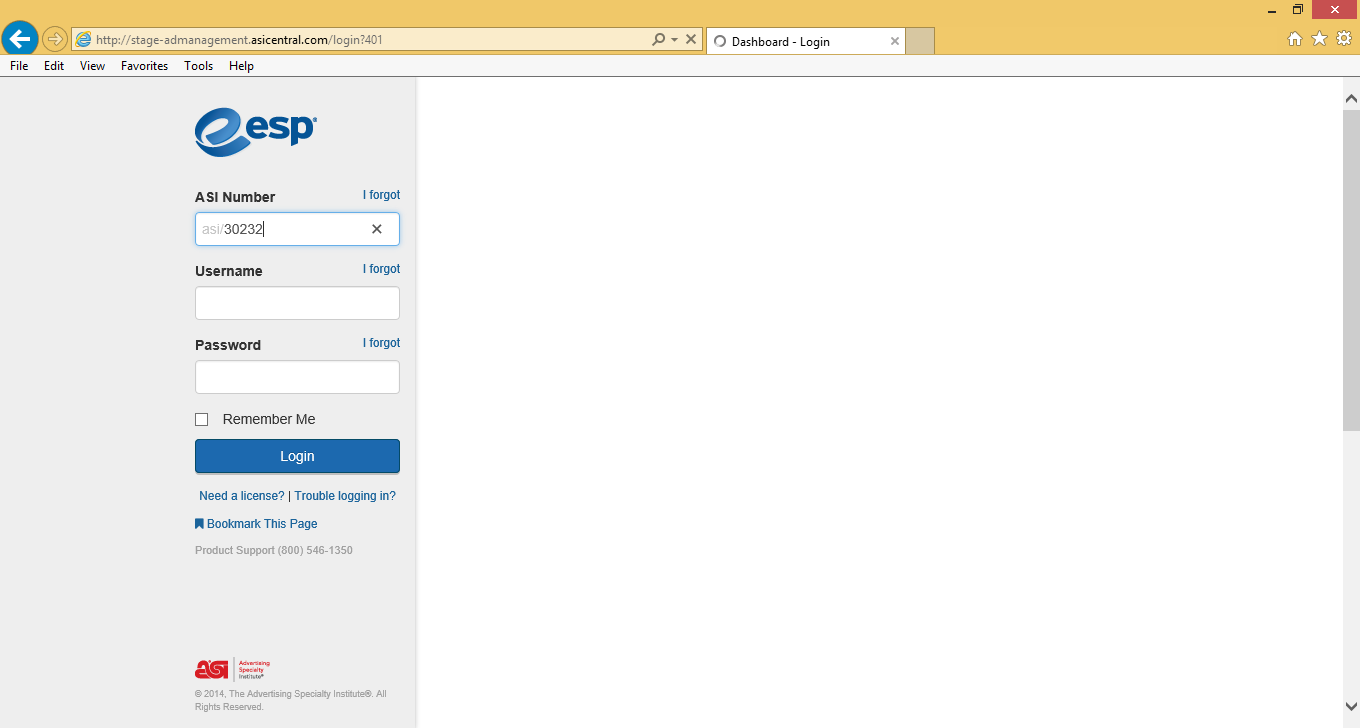 http://stage-admanagement.asicentral.com/login?401
Dashboard - Login
File Edit View Favorites Tools Help
esp®
ASI Number I forgot
asi/30232
Username I forgot
Password I forgot
Remember Me
Login
Need a license? | Trouble logging in?
Bookmark This Page
Product Support (800) 546-1350
asi
Advertising
Specialty
Institute®
© 2014, The Advertising Specialty Institute®. All
Rights Reserved.